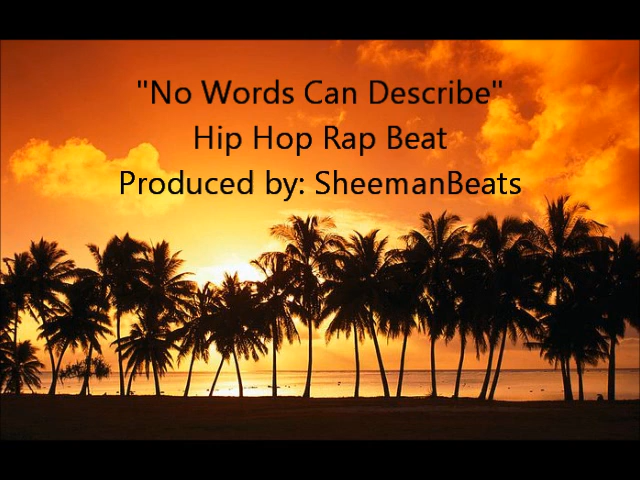 "No Words Can Describe"
Hip Hop Rap Beat
Produced by: SheemanBeats